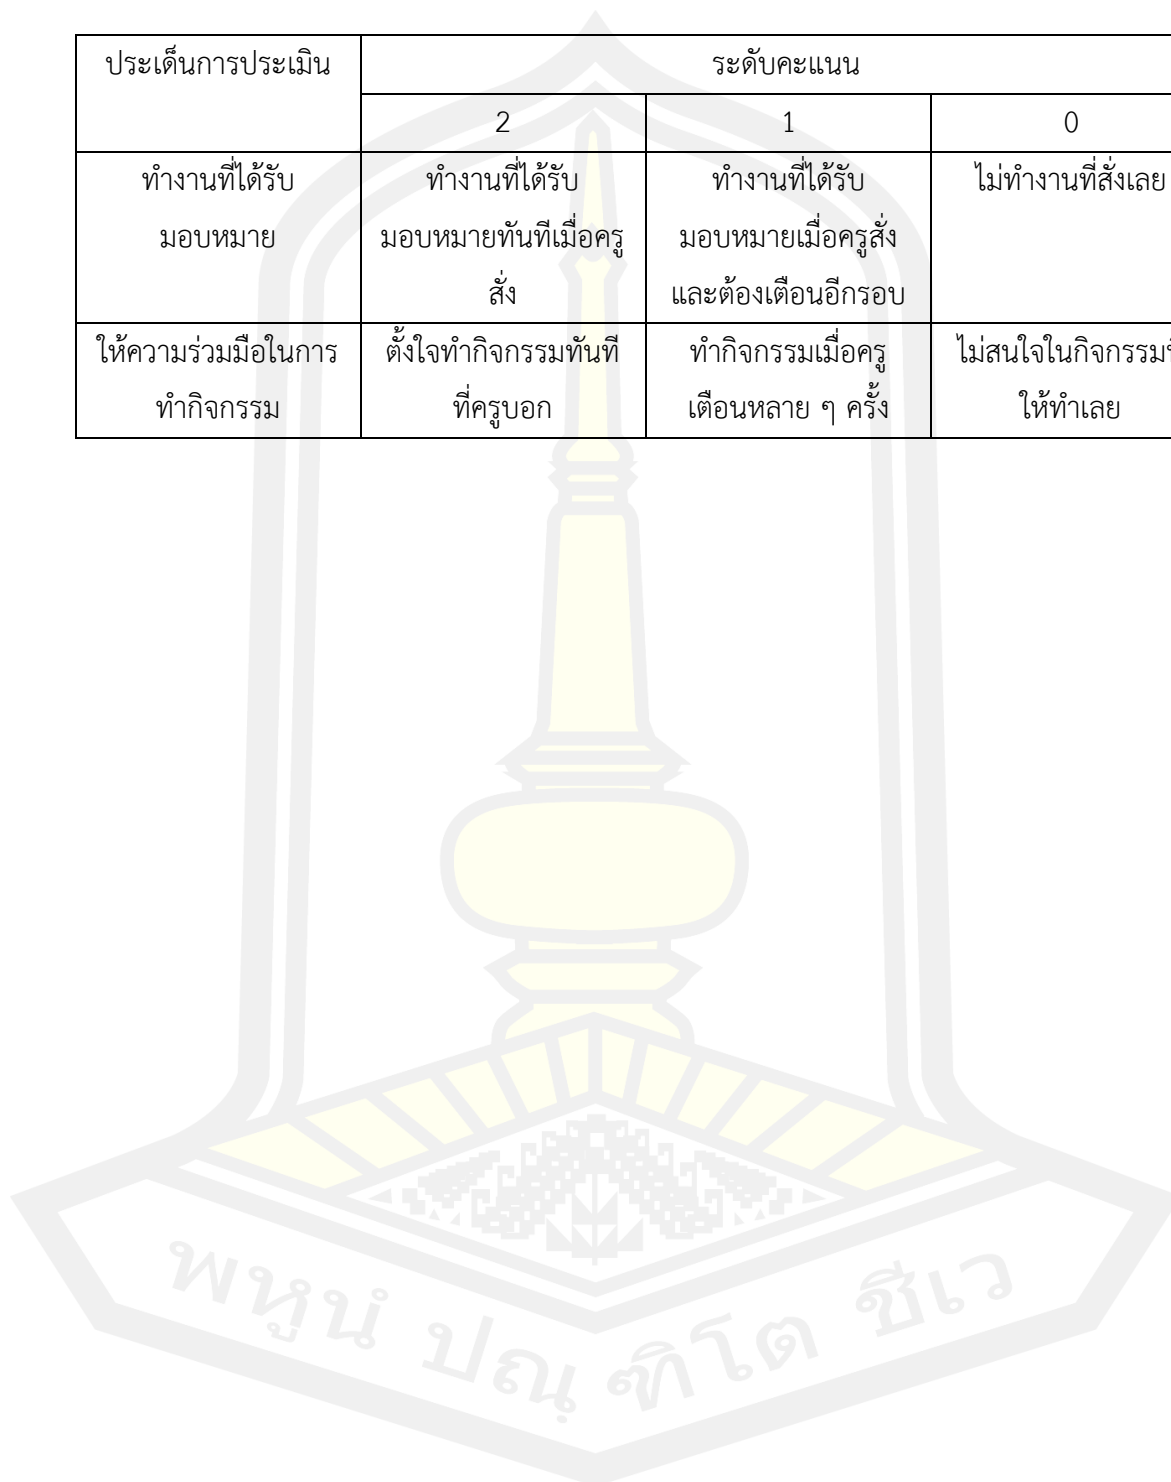 ประเด็นการประเมิน
ระดับคะแนน
2
1
0
ทำงานที่ได้รับ
มอบหมาย
ทำงานที่ได้รับ
มอบหมายทันทีเมื่อครู
สั่ง
ทำงานที่ได้รับ
มอบหมายเมื่อครูสั่ง
และต้องเตือนอีกรอบ
ไม่ทำงานที่สั่งเลย
ให้ความร่วมมือในการ
ทำกิจกรรม
ตั้งใจทำกิจกรรมทันที
ที่ครูบอก
ทำกิจกรรมเมื่อครู
เตือนหลาย ๆ ครั้ง
ไม่สนใจในกิจกรรม
ให้ทำเลย
พหูนํ ปณฺ ฑิโต ชีเว